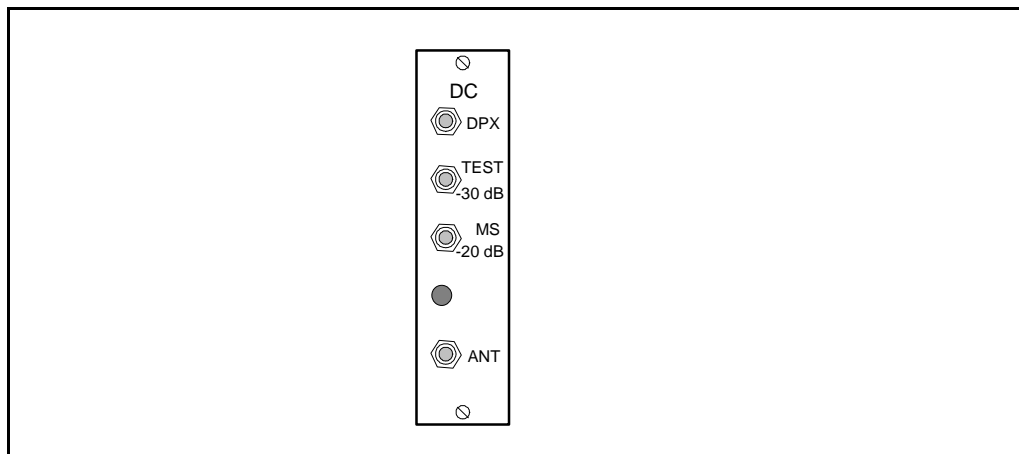 DC
DPX
TEST
-30 dB
MS
-20 dB
ANT